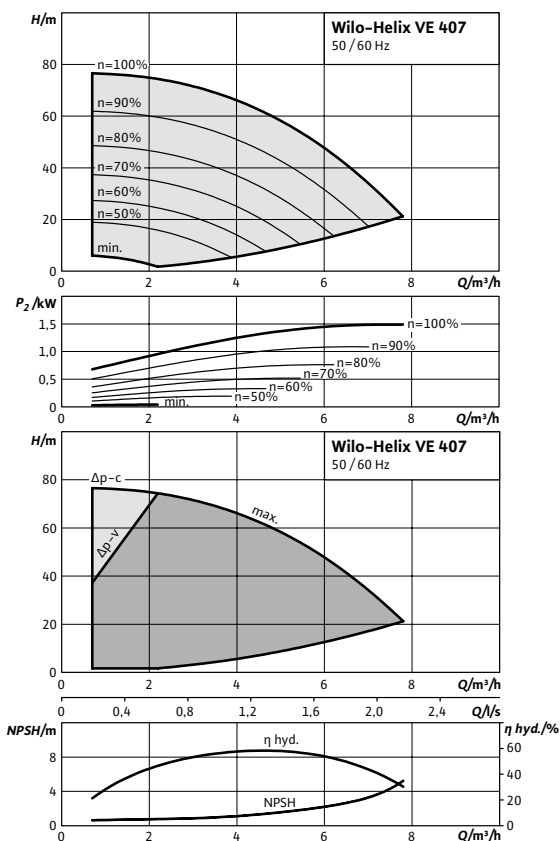 H/m
Wilo-Helix VE 407
50 / 60 Hz
80
n=100%
n=90%
60
n=80%
40
n=70%
n=60%
20
n=50%
min.
0
0 2 4 6 8
Q/m³/h
P₂ /kW
1,5
n=100%
1,0
n=90%
n=80%
0,5
n=70%
n=60%
n=50%
min.
0
0 2 4 6 8
Q/m³/h
H/m
Wilo-Helix VE 407
50 / 60 Hz
80
Δp-c
60
max.
Δp-v
40
20
0
0 2 4 6 8
Q/m³/h
0 0,4 0,8 1,2 1,6 2,0 2,4 Q/l/s
NPSH/m
η hyd./%
η hyd.
8
60
40
4
NPSH
20
0
0
0 2 4 6 8
Q/m³/h